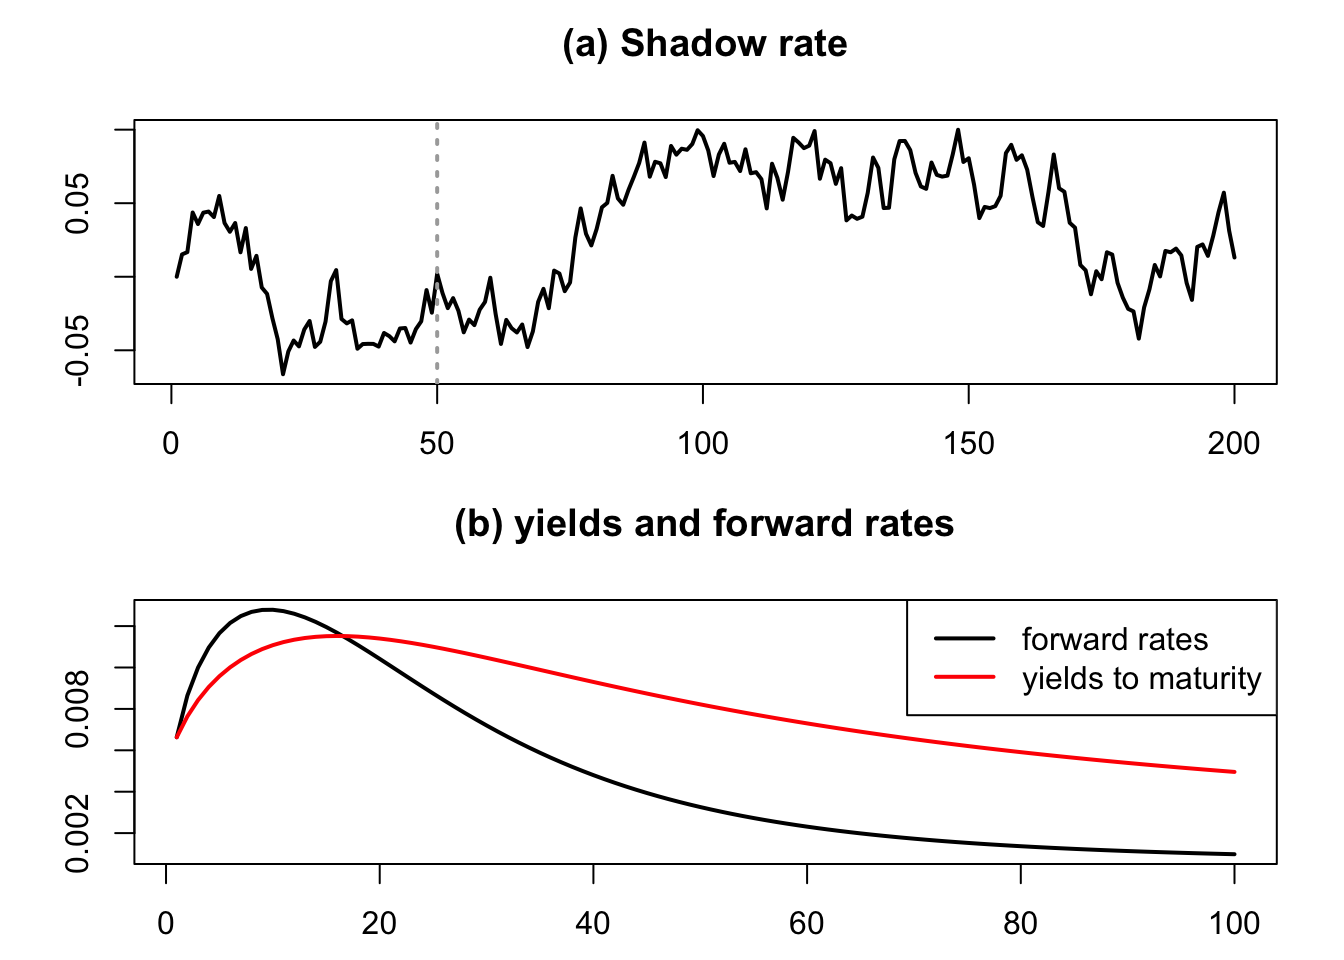 (a) Shadow rate
0.05
-0.05
0 50 100 150 200
(b) yields and forward rates
forward rates
yields to maturity
0.008
0.002
0 20 40 60 80 100